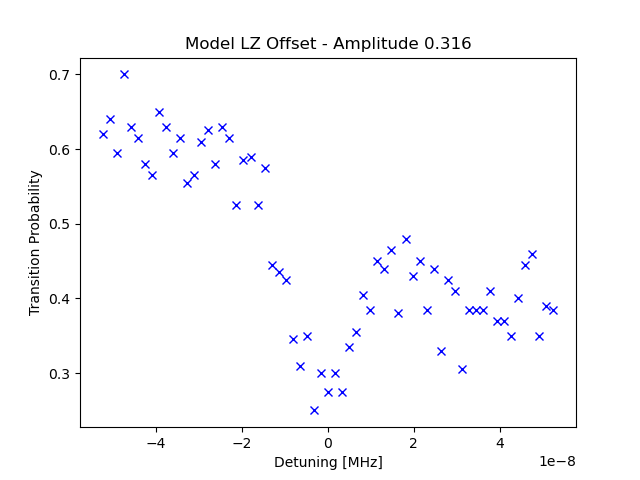 Model LZ Offset - Amplitude 0.316
0.7
0.6
0.5
0.4
0.3
Transition Probability
−4
−2
0
2
4
1e−8
Detuning [MHz]